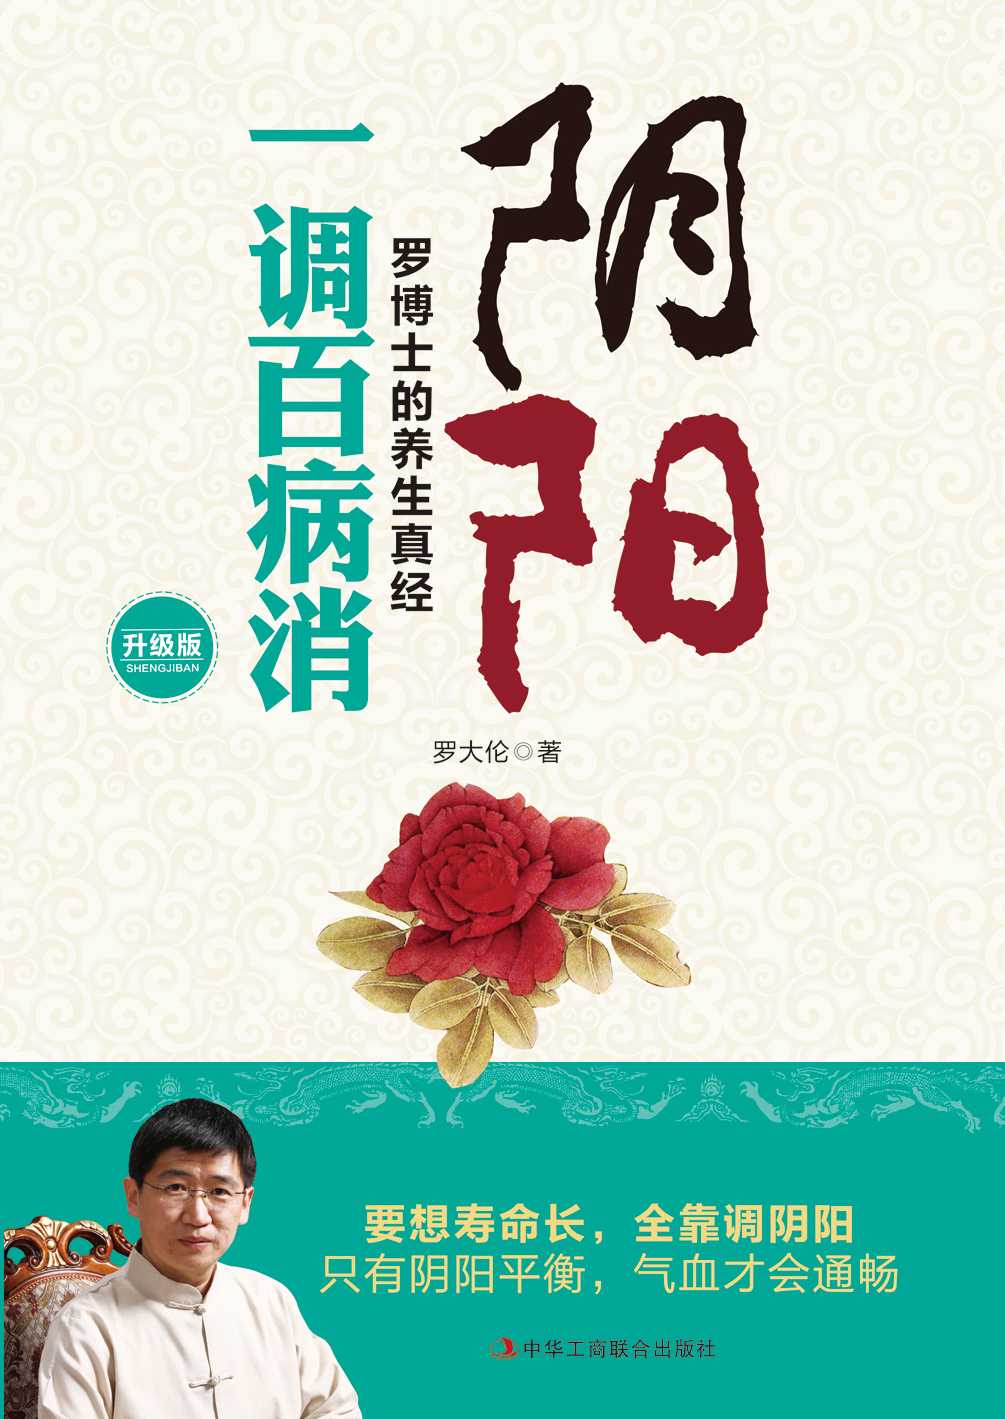 阴阳
一调百病消
罗博士的养生真经
升级版
SHENGJIBAN
罗大伦◎著
要想寿命长，全靠调阴阳
只有阴阳平衡，气血才会通畅
中华工商联合出版社